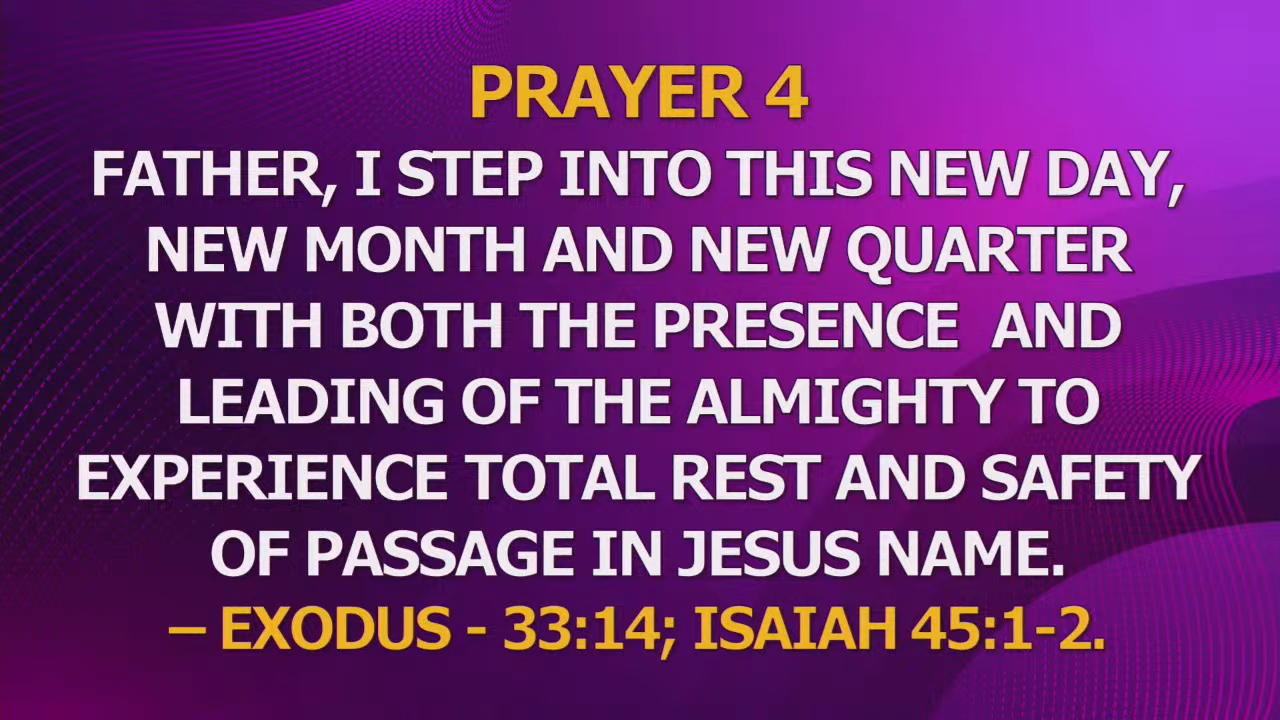 PRAYER 4
FATHER, I STEP INTO THIS NEW DAY,
NEW MONTH AND NEW QUARTER
WITH BOTH THE PRESENCE  AND
LEADING OF THE ALMIGHTY TO
EXPERIENCE TOTAL REST AND SAFETY
OF PASSAGE IN JESUS NAME.
– EXODUS - 33:14; ISAIAH 45:1-2.